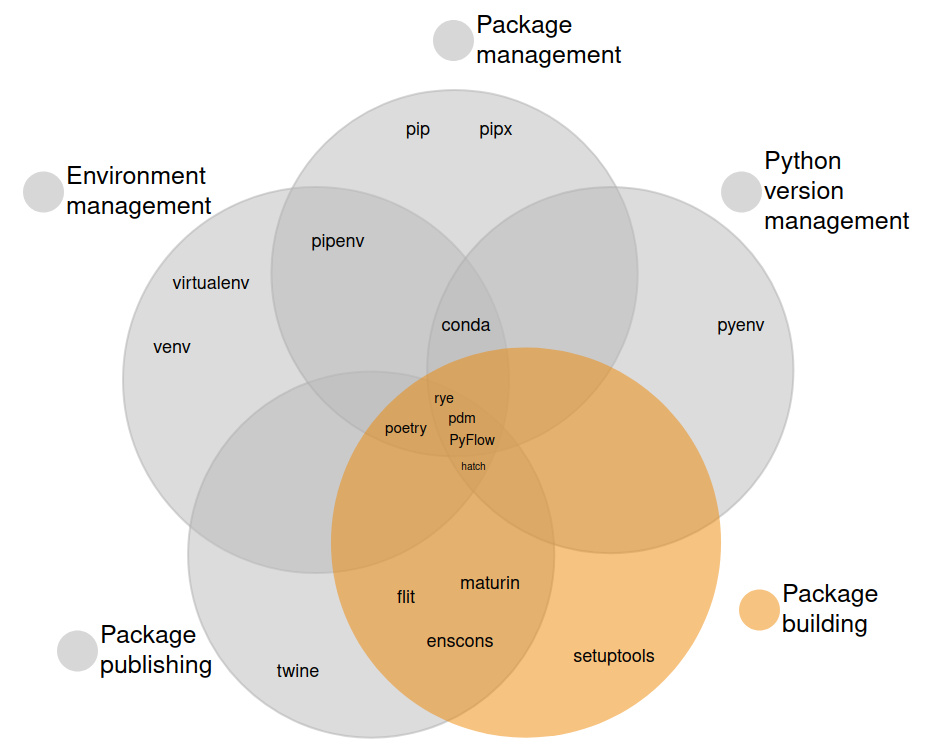 Package
management
Python
version
management
Environment
management
pip
pipx
pipenv
virtualenv
venv
conda
pyenv
rye
pdm
poetry
PyFlow
hatch
flit
maturin
enscons
setuptools
twine
Package
building
Package
publishing